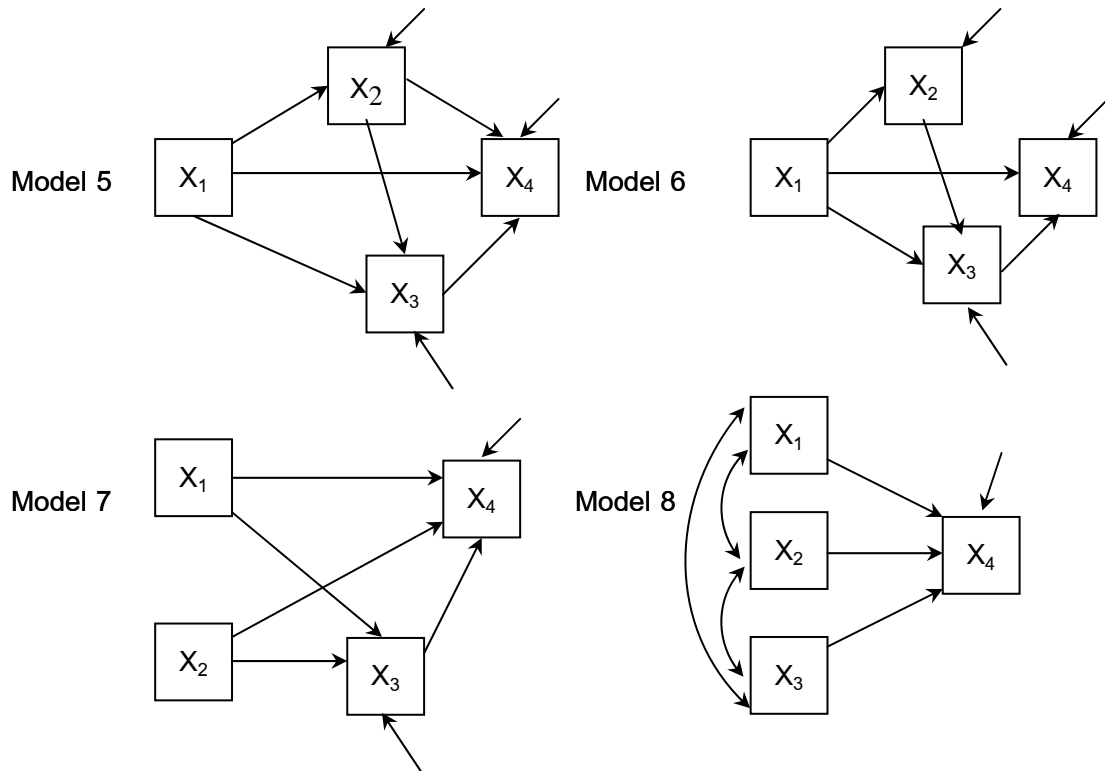 Model 5
X₁
X2
X₃
X₄
Model 6
X₁
X₂
X₃
X₄
Model 7
X₁
X₂
X₃
X₄
Model 8
X₁
X₂
X₃
X₄